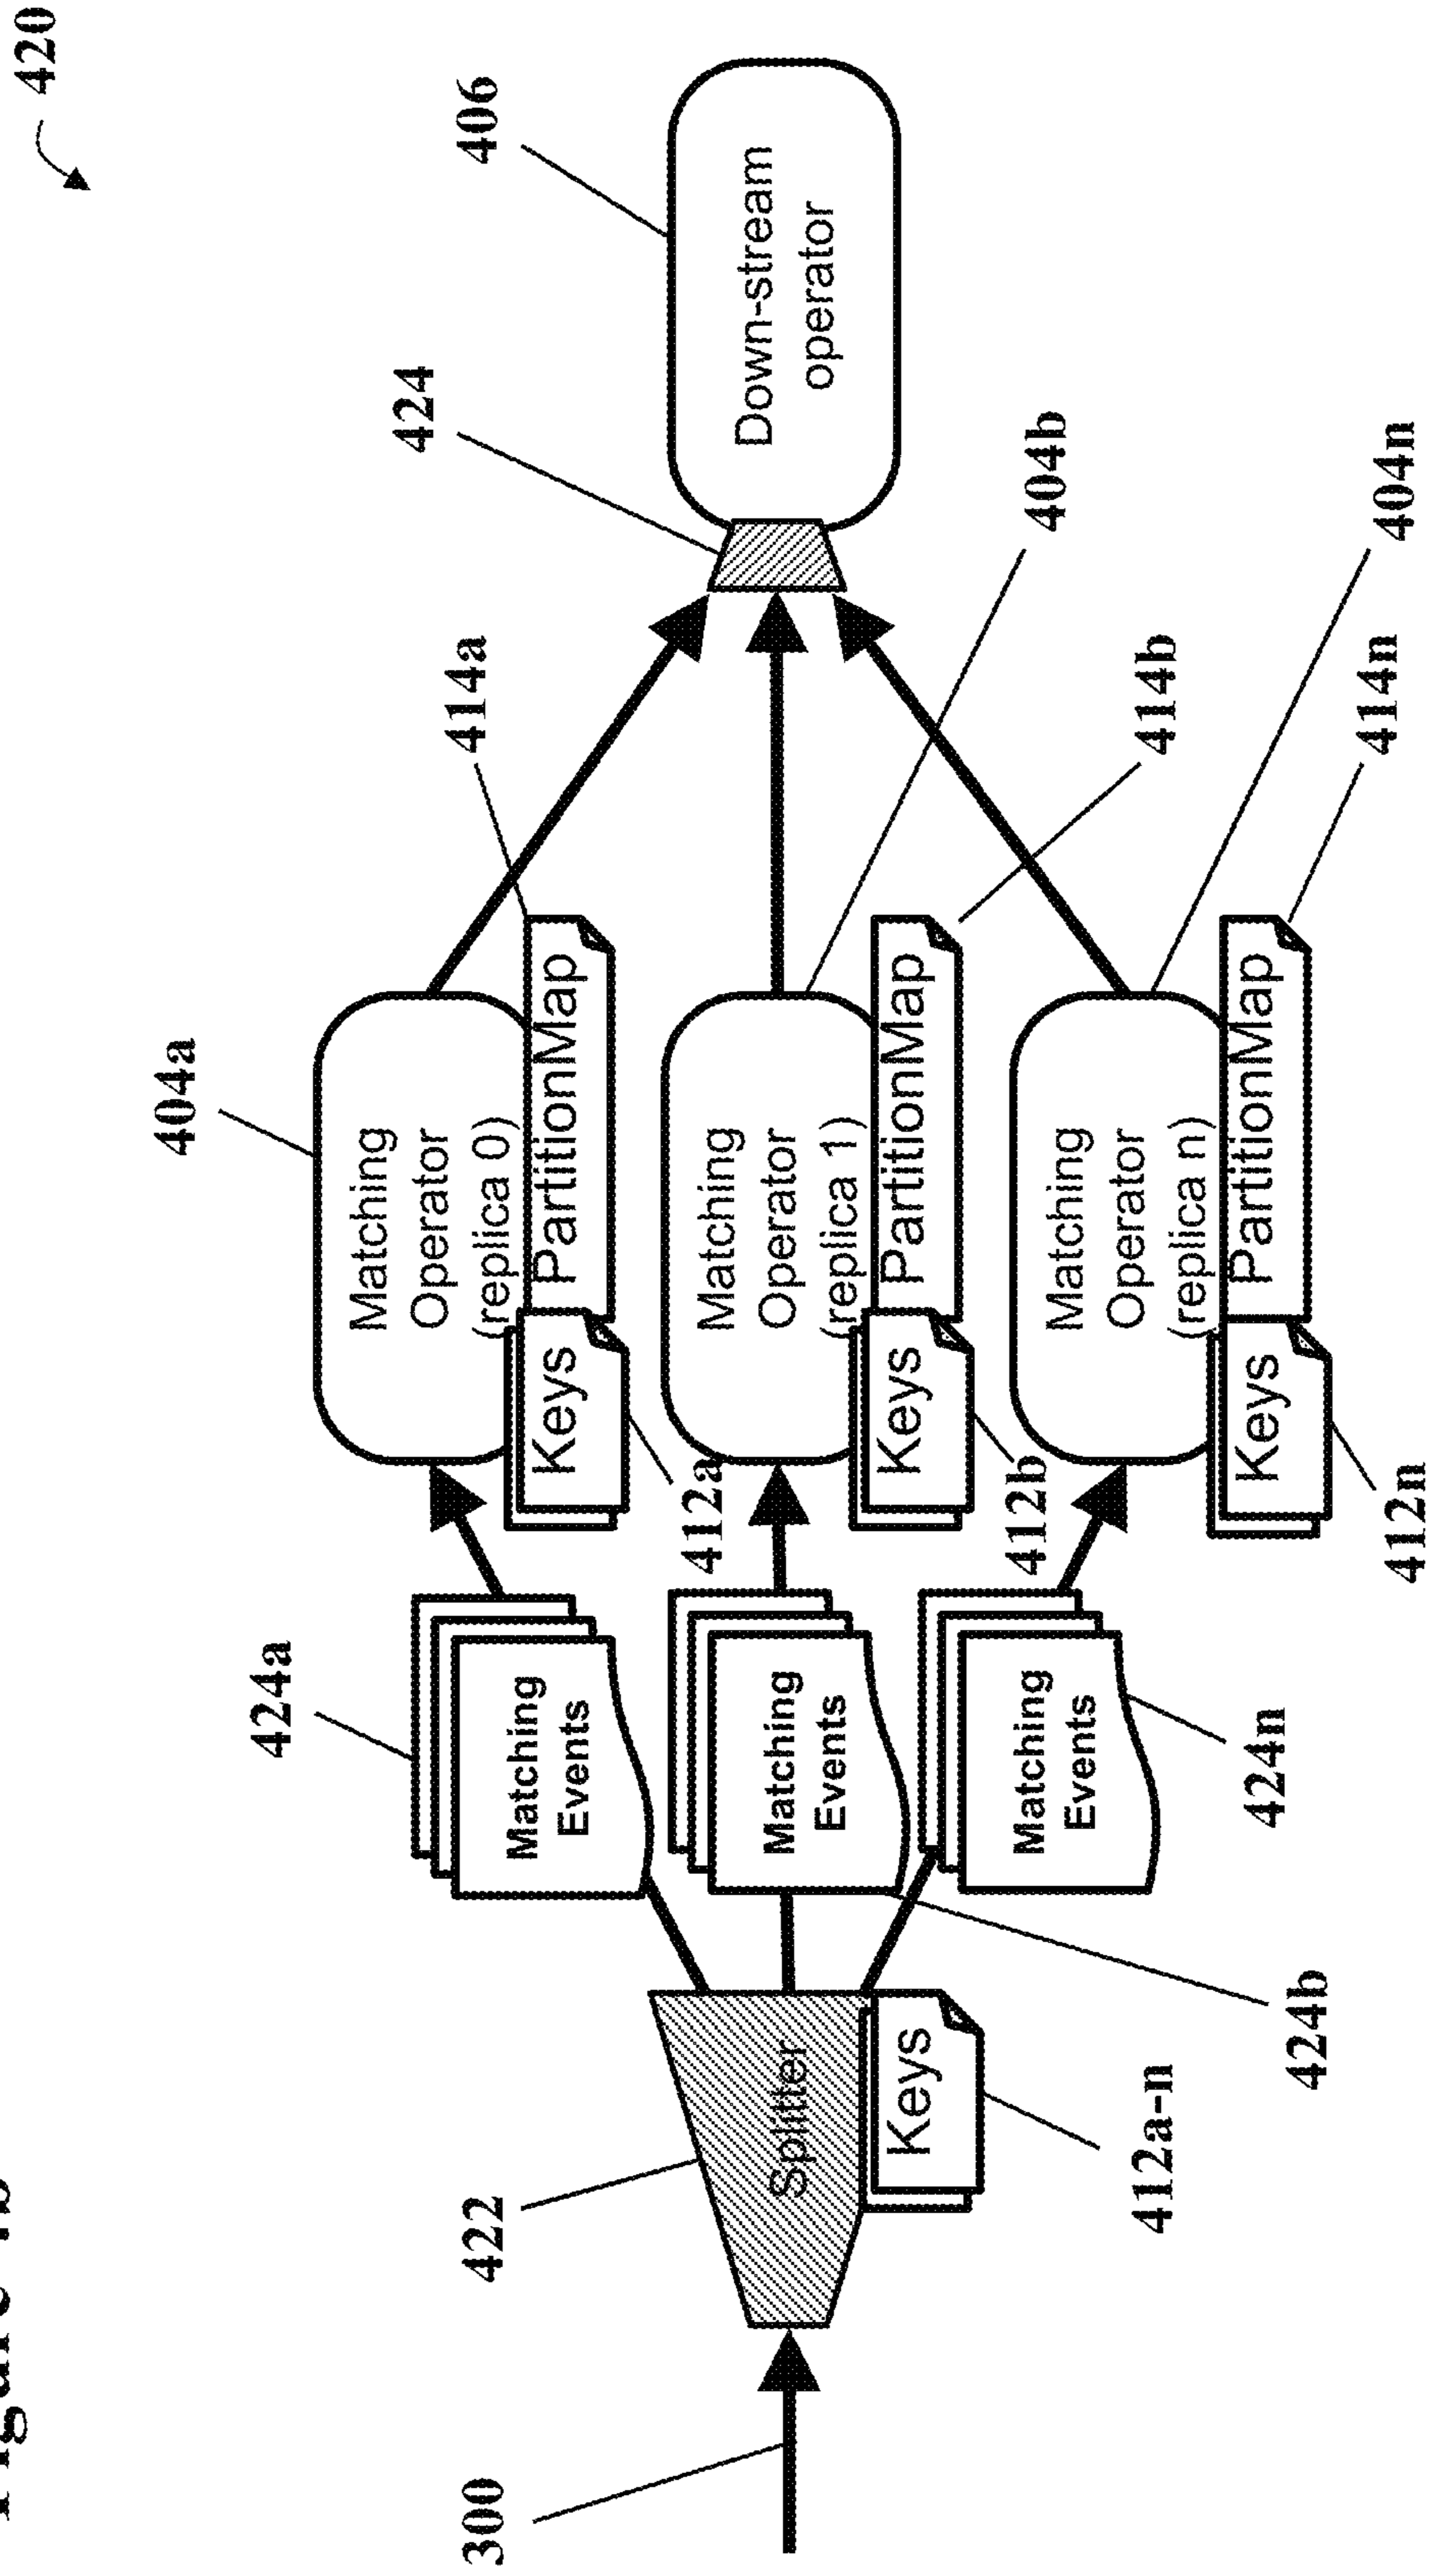 Figure 4b
420
404a
424a
424
414a
406
422
300
Matching
Operator
(replica 0)
Keys
PartitionMap
412a
Matching
Events
Matching
Events
Matching
Events
Splitter
Keys
412a-n
424b
424n
Matching
Operator
(replica 1)
Keys
PartitionMap
412b
Down-stream
operator
404b
414b
Matching
Operator
(replica n)
Keys
PartitionMap
412n
414n
404n